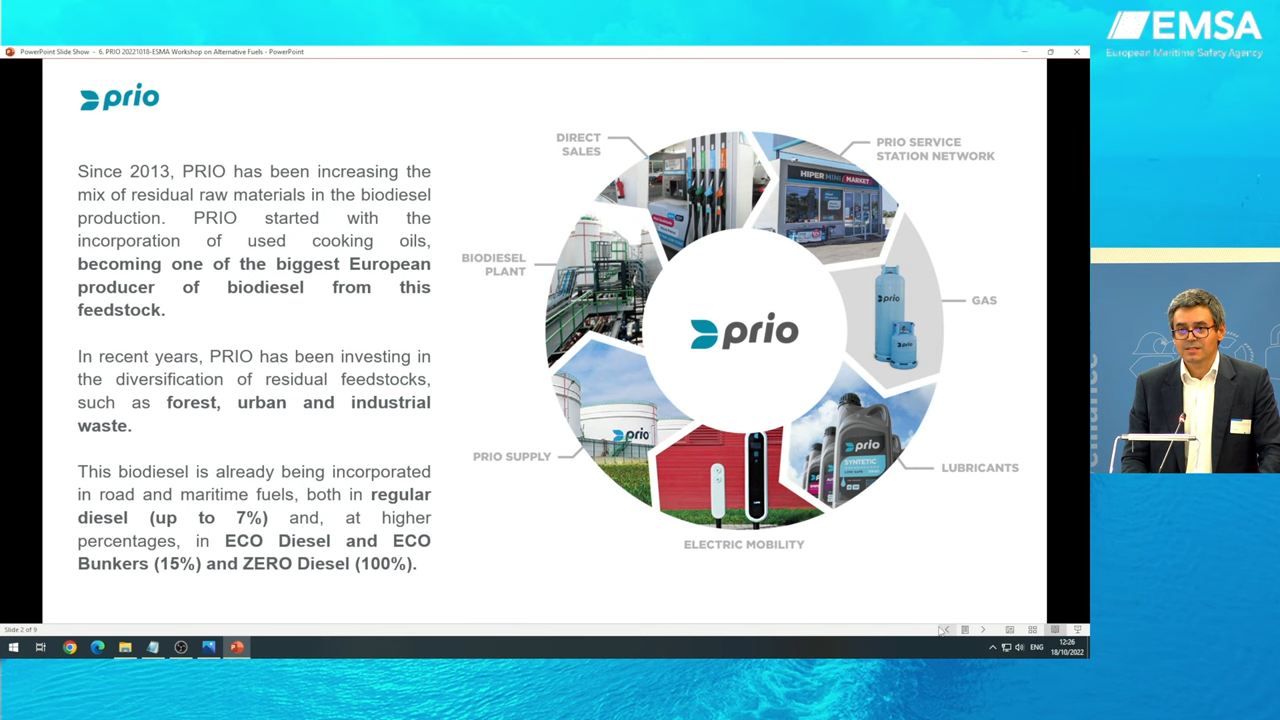 EMSA
European Maritime Safety Agency
PowerPoint Slide Show - 6. PRIO 20221018-ESMA Workshop on Alternative Fuels - PowerPoint
prio
Since 2013, PRIO has been increasing the
mix of residual raw materials in the biodiesel
production. PRIO started with the
incorporation of used cooking oils,
becoming one of the biggest European
producer of biodiesel from this
feedstock.
In recent years, PRIO has been investing in
the diversification of residual feedstocks,
such as forest, urban and industrial
waste.
This biodiesel is already being incorporated
in road and maritime fuels, both in regular
diesel (up to 7%) and, at higher
percentages, in ECO Diesel and ECO
Bunkers (15%) and ZERO Diesel (100%).
DIRECT
SALES
PRIO SERVICE
STATION NETWORK
HIPER MINI MARKET
BIODIESEL
PLANT
GAS
prio
prio
prio
prio
PRIO SUPPLY
prio
SYNTETIC
LUBRICANTS
ELECTRIC MOBILITY
Slide 2 of 9
ENG
12:26
18/10/2022